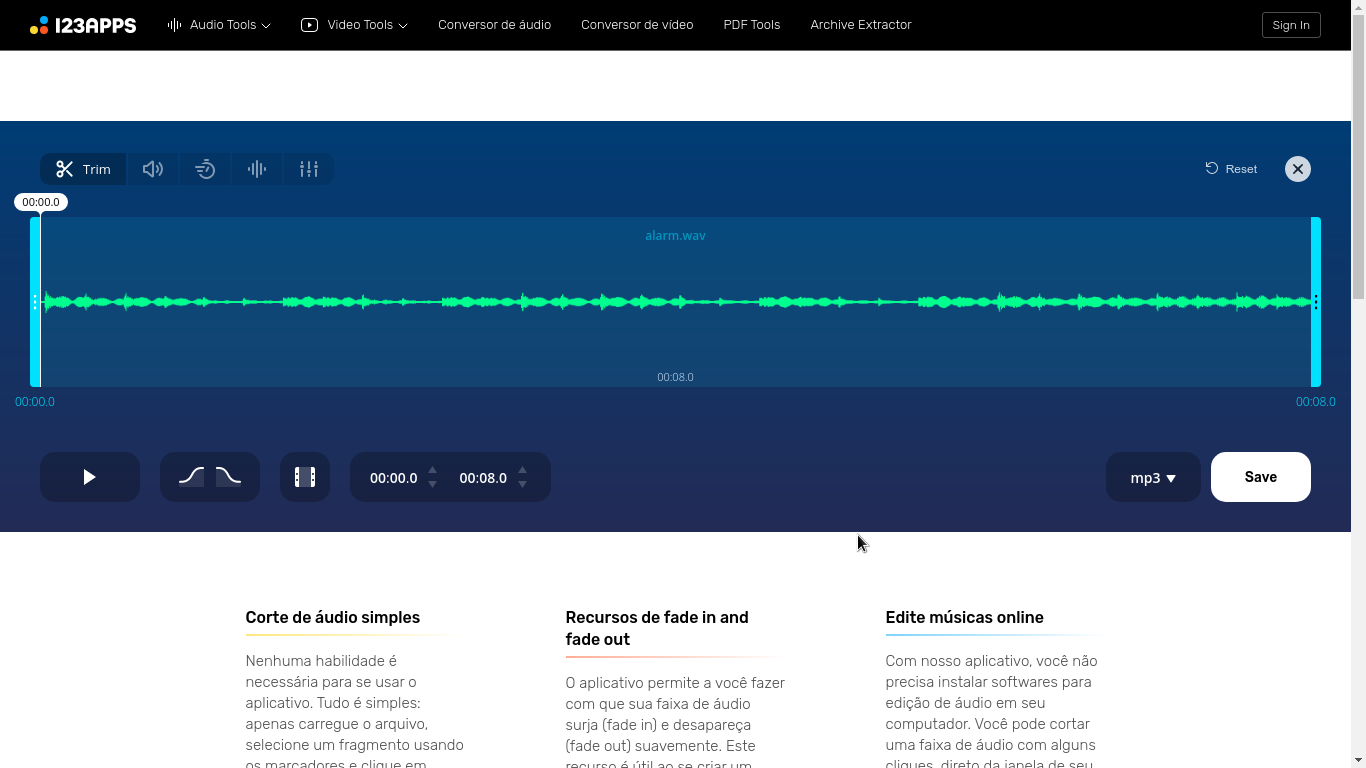 123APPS
Audio Tools
Video Tools
Conversor de áudio
Conversor de vídeo
PDF Tools
Archive Extractor
Sign In
Trim
Reset
00:00.0
alarm.wav
00:08.0
00:00.0
00:08.0
00:00.0
00:08.0
mp3
Save
Corte de áudio simples
Nenhuma habilidade é
necessária para se usar o
aplicativo. Tudo é simples:
apenas carregue o arquivo,
selecione um fragmento usando
os marcadores e clique em
Recursos de fade in and
fade out
O aplicativo permite a você fazer
com que sua faixa de áudio
surja (fade in) e desapareça
(fade out) suavemente. Este
recurso é útil ao se criar um
Edite músicas online
Com nosso aplicativo, você não
precisa instalar softwares para
edição de áudio em seu
computador. Você pode cortar
uma faixa de áudio com alguns
cliques, direto da janela de seu